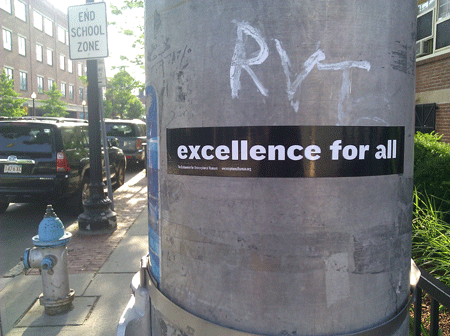 END
SCHOOL
ZONE
RVT
excellence for all